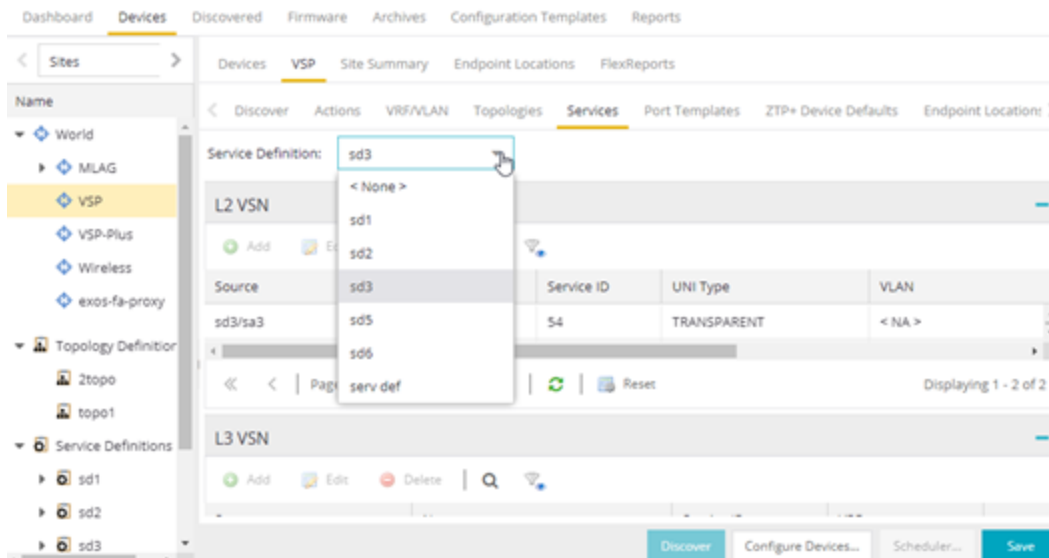 Dashboard Devices Discovered Firmware Archives Configuration Templates Reports
Sites
Name
World
MLAG
VSP
VSP-Plus
Wireless
exos-fa-proxy
Topology Definition
2topo
topo1
Service Definitions
sd1
sd2
sd3
Devices VSP Site Summary Endpoint Locations FlexReports
Discover Actions VRF/VLAN Topologies Services Port Templates ZTP+ Device Defaults Endpoint Locations
Service Definition: sd3
< None >
sd1
sd2
sd3
sd5
sd6
serv def
L2 VSN
Add
Source Service ID UNI Type VLAN
sd3/sa3 54 TRANSPARENT < NA >
Reset Displaying 1 - 2 of 2
L3 VSN
Add Edit Delete
Discover Configure Devices... Scheduler... Save